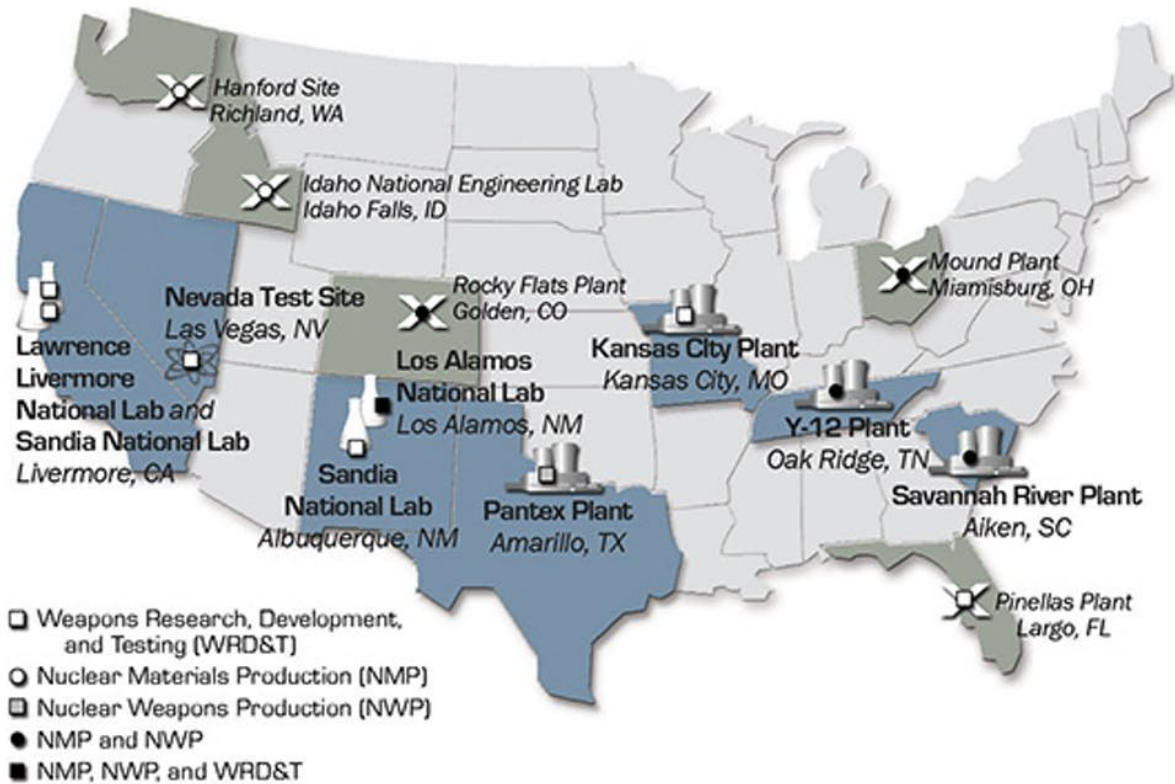 Hanford Site
Richland, WA
Idaho National Engineering Lab
Idaho Falls, ID
Mound Plant
Miamisburg, OH
Rocky Flats Plant
Golden, CO
Nevada Test Site
Las Vegas, NV
Lawrence
Livermore
National Lab and
Sandia National Lab
Livermore, CA
Los Alamos
National Lab
Los Alamos, NM
Kansas CIty Plant
Kansas City, MO
Y-12 Plant
Oak Ridge, TN
Sandia
National Lab
Albuquerque, NM
Pantex Plant
Amarillo, TX
Savannah River Plant
Aiken, SC
Pinellas Plant
Largo, FL
Weapons Research, Development,
and Testing (WRD&T)
Nuclear Materials Production (NMP)
Nuclear Weapons Production (NWP)
NMP and NWP
NMP, NWP, and WRD&T